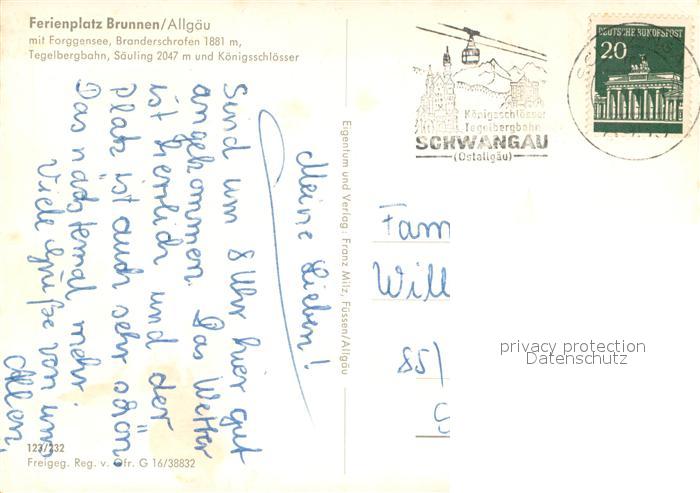 Ferienplatz Brunnen/Allgäu
mit Forggensee, Branderschrofen 1881 m,
Tegelbergbahn, Säuling 2047 m und Königsschlösser
Königsschlösser
Tegelbergbahn
SCHWANGAU
(Ostallgäu)
DEUTSCHE BUNDESPOST
20
Meine Lieben!
Sind um 8 Uhr hier gut
angekommen. Das Wetter
ist herrlich und der
Platz ist auch sehr schön
Das nächstemal mehr
Viele Grüße von uns
Allen.
Eigentum und Verlag: Franz Milz, Füssen/Allgäu
Fam
Will
85/
privacy protection
Datenschutz
123/232
Freigeg. Reg. v. Ofr. G 16/38832